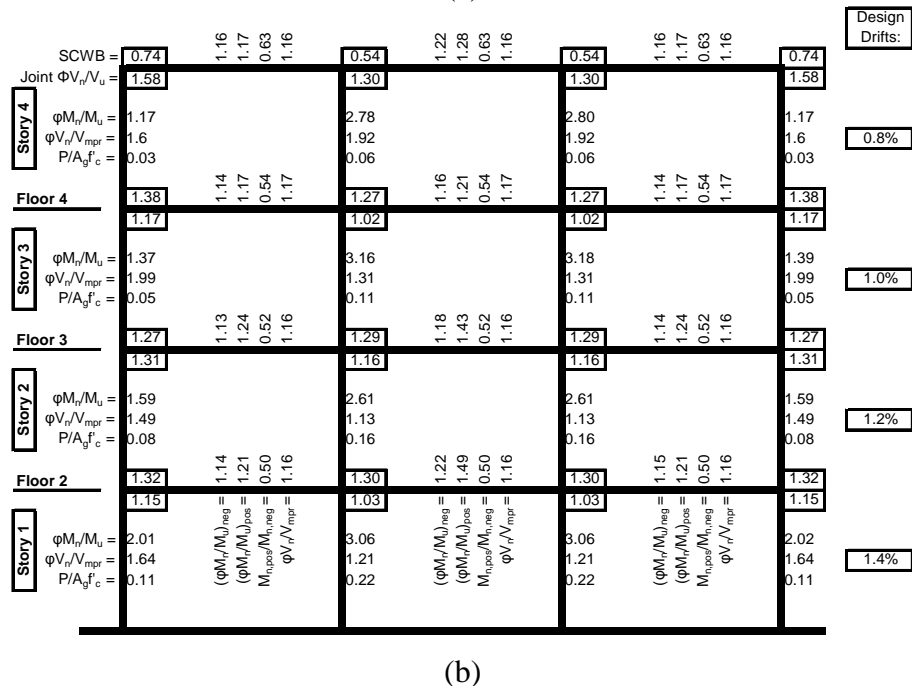 Design
Drifts:
SCWB = 0.74 1.16 1.17 0.63 1.16 0.54 1.22 1.28 0.63 1.16 0.54 1.16 1.17 0.63 1.16 0.74
Joint ΦVn/Vu = 1.58 1.30 1.30 1.58
Story 4
φMn/Mu = 1.17 2.78 2.80 1.17
φVn/Vmpr = 1.6 1.92 1.92 1.6 0.8%
P/Agf'c = 0.03 0.06 0.06 0.03
Floor 4 1.38 1.14 1.17 0.54 1.17 1.27 1.16 1.21 0.54 1.17 1.27 1.14 1.17 0.54 1.17 1.38
1.17 1.02 1.02 1.17
Story 3
φMn/Mu = 1.37 3.16 3.18 1.39
φVn/Vmpr = 1.99 1.31 1.31 1.99 1.0%
P/Agf'c = 0.05 0.11 0.11 0.05
Floor 3 1.27 1.13 1.24 0.52 1.16 1.29 1.18 1.43 0.52 1.16 1.29 1.14 1.24 0.52 1.16 1.27
1.31 1.16 1.16 1.31
Story 2
φMn/Mu = 1.59 2.61 2.61 1.59
φVn/Vmpr = 1.49 1.13 1.13 1.49 1.2%
P/Agf'c = 0.08 0.16 0.16 0.08
Floor 2 1.32 1.30 1.30 1.32
1.15 1.03 1.03 1.15
(φMn/Mu)neg = 1.14
(φMn/Mu)pos = 1.21
Mn,pos/Mn,neg = 0.50
φVn/Vmpr = 1.16
(φMn/Mu)neg = 1.22
(φMn/Mu)pos = 1.49
Mn,pos/Mn,neg = 0.50
φVn/Vmpr = 1.16
(φMn/Mu)neg = 1.15
(φMn/Mu)pos = 1.21
Mn,pos/Mn,neg = 0.50
φVn/Vmpr = 1.16
Story 1
φMn/Mu = 2.01 3.06 3.06 2.02
φVn/Vmpr = 1.64 1.21 1.21 1.64 1.4%
P/Agf'c = 0.11 0.22 0.22 0.11
(b)